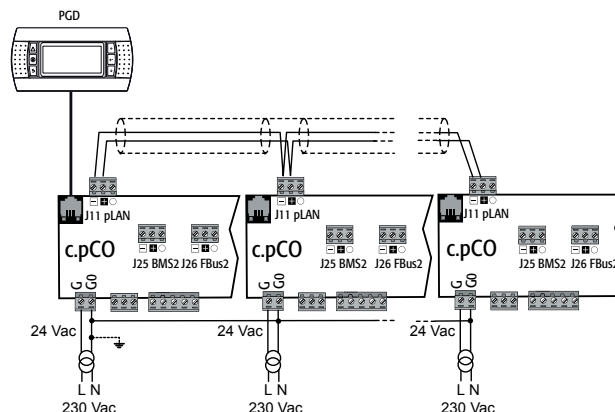 PGD
J11 pLAN
J11 pLAN
J11 pLAN
c.pCO
J25 BMS2
J26 FBus2
c.pCO
J25 BMS2
J26 FBus2
c.pCO
J25 BMS2
J26 FBus2
G
G0
G
G0
G
G0
24 Vac
24 Vac
24 Vac
L N
L N
L N
230 Vac
230 Vac
230 Vac